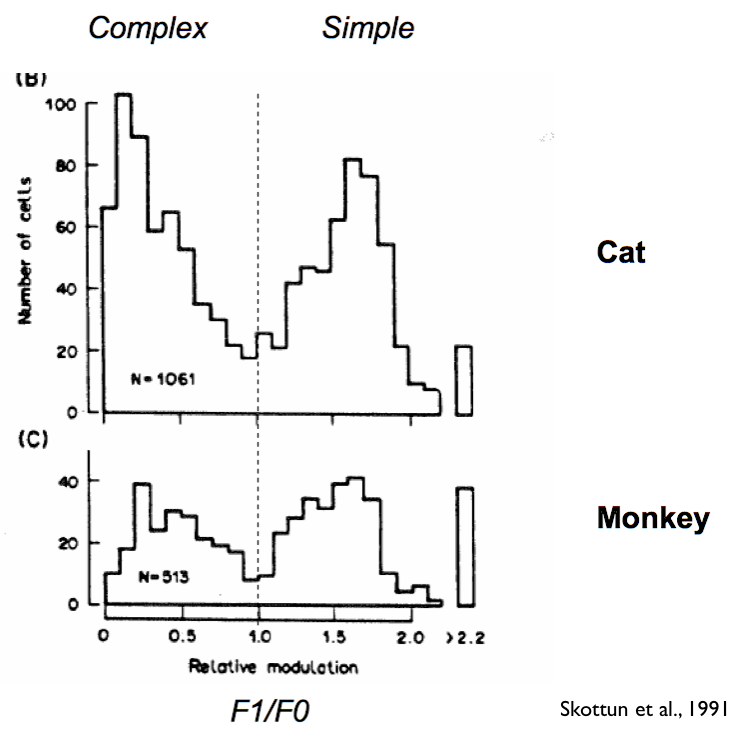 Complex Simple
(B)
100
80
60
40
20
0
Number of cells
N=1061
Cat
(C)
40
20
0
N=513
Monkey
0 0.5 1.0 1.5 2.0 >2.2
Relative modulation
F1/F0
Skottun et al., 1991